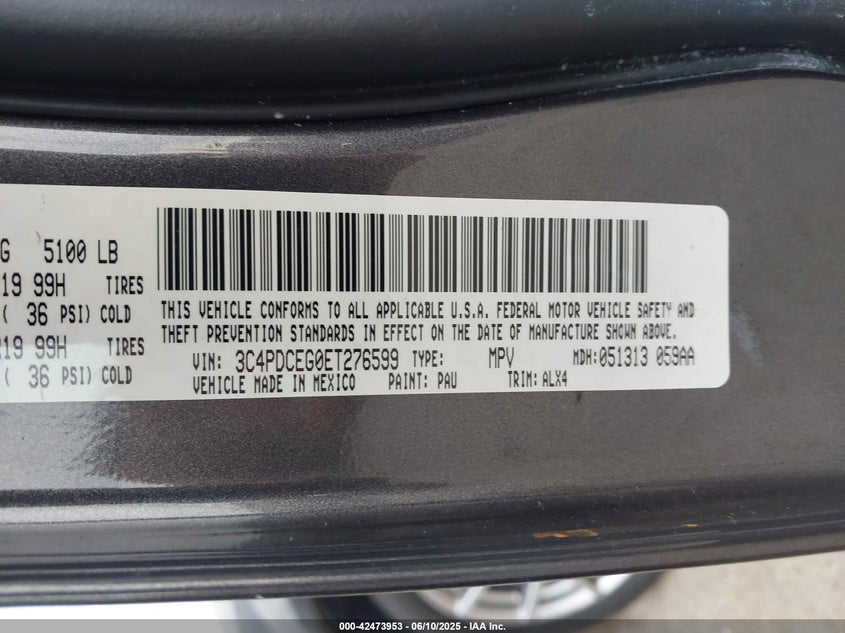 G 5100 LB
19 99H TIRES
( 36 PSI) COLD
19 99H TIRES
( 36 PSI) COLD
THIS VEHICLE CONFORMS TO ALL APPLICABLE U.S.A. FEDERAL MOTOR VEHICLE SAFETY AND
THEFT PREVENTION STANDARDS IN EFFECT ON THE DATE OF MANUFACTURE SHOWN ABOVE.
VIN: 3C4PDCEG0ET276599 TYPE: MPV MDH: 051313 059AA
VEHICLE MADE IN MEXICO PAINT: PAU TRIM: ALX4
000-42473953 - 06/10/2025 - IAA Inc.